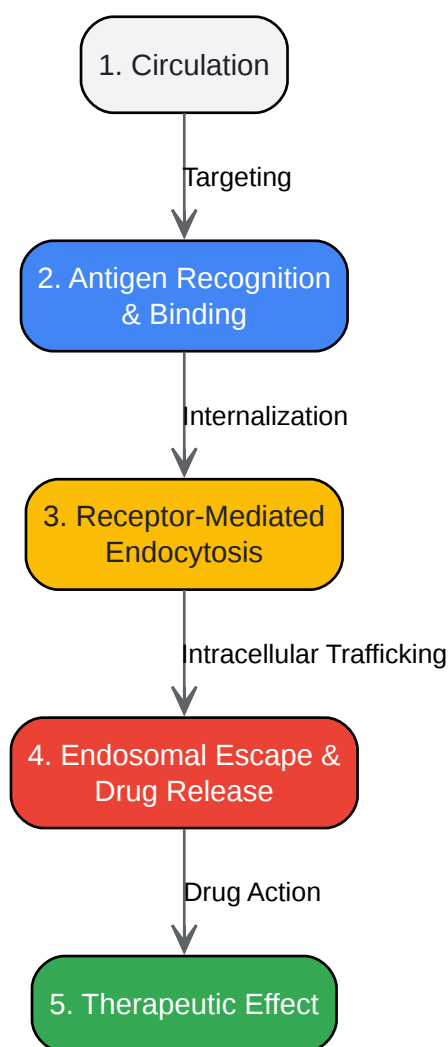 1. Circulation
Targeting
2. Antigen Recognition
& Binding
Internalization
3. Receptor-Mediated
Endocytosis
Intracellular Trafficking
4. Endosomal Escape &
Drug Release
Drug Action
5. Therapeutic Effect